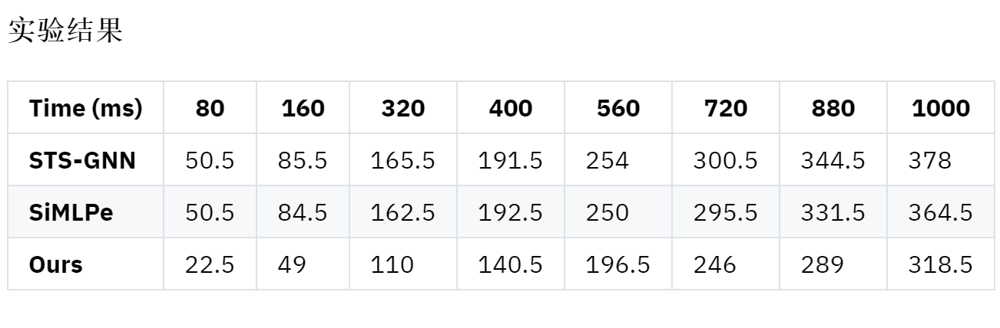 实验结果
Time (ms) 80 160 320 400 560 720 880 1000
STS-GNN 50.5 85.5 165.5 191.5 254 300.5 344.5 378
SiMLPe 50.5 84.5 162.5 192.5 250 295.5 331.5 364.5
Ours 22.5 49 110 140.5 196.5 246 289 318.5